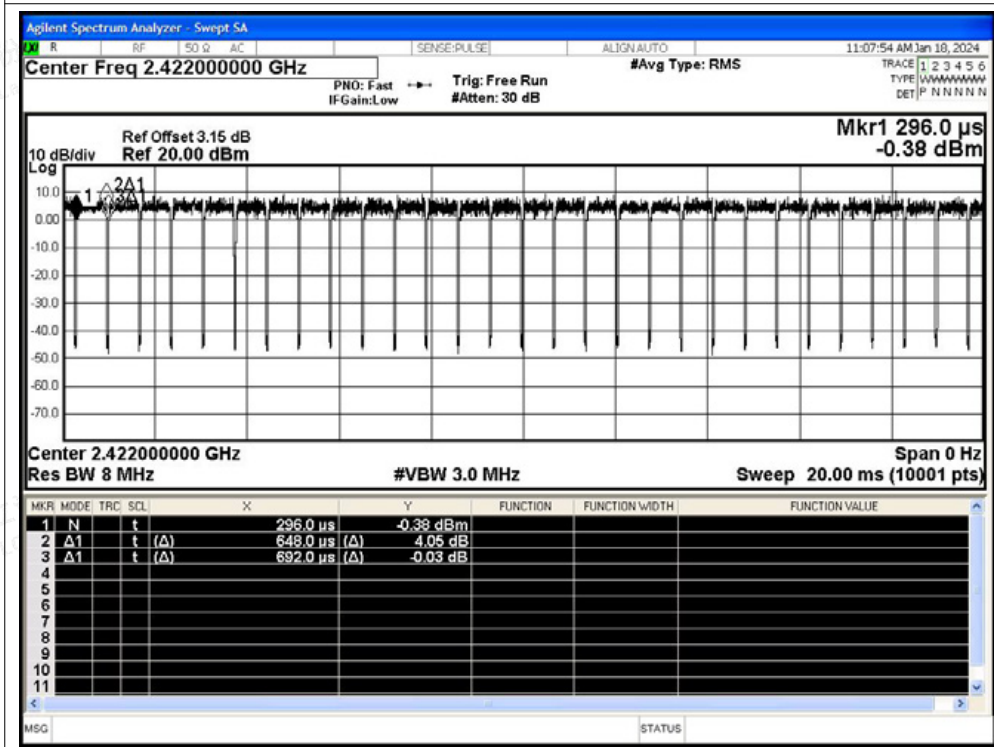 Agilent Spectrum Analyzer - Swept SA
LXI R RF 50 Ω AC SENSE:PULSE ALIGN AUTO 11:07:54 AM Jan 18, 2024
Center Freq 2.422000000 GHz #Avg Type: RMS TRACE 1 2 3 4 5 6
PNO: Fast Trig: Free Run TYPE WWWWWW
IFGain:Low #Atten: 30 dB DET P N N N N N
Mkr1 296.0 µs
Ref Offset 3.15 dB
10 dB/div Ref 20.00 dBm -0.38 dBm
Log
1 2Δ1
10.0 3Δ1
0.00
-10.0
-20.0
-30.0
-40.0
-50.0
-60.0
-70.0
Center 2.422000000 GHz Span 0 Hz
Res BW 8 MHz #VBW 3.0 MHz Sweep 20.00 ms (10001 pts)
MKR MODE TRC SCL X Y FUNCTION FUNCTION WIDTH FUNCTION VALUE
1 N t 296.0 µs -0.38 dBm
2 Δ1 t (Δ) 648.0 µs (Δ) 4.05 dB
3 Δ1 t (Δ) 692.0 µs (Δ) -0.03 dB
4
5
6
7
8
9
10
11
MSG STATUS